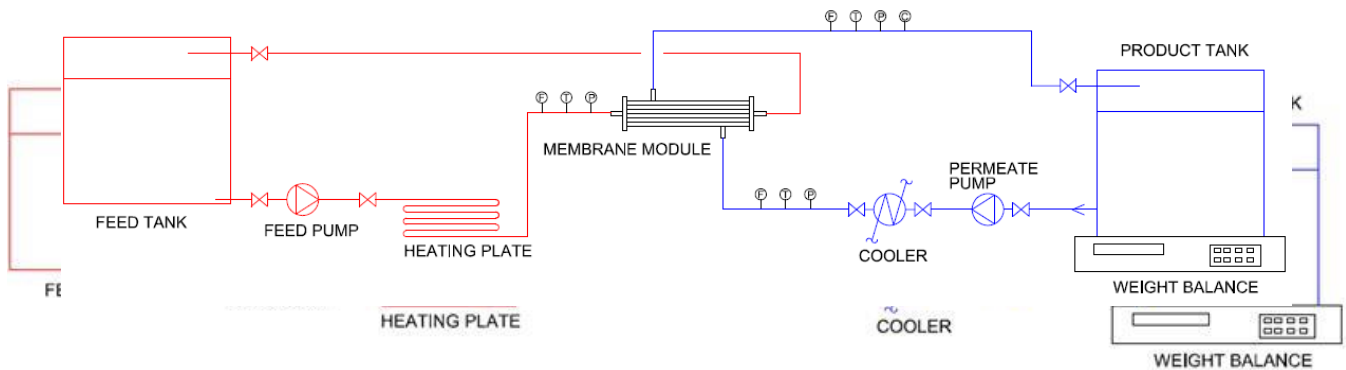 F T P C
PRODUCT TANK
F T P
K
MEMBRANE MODULE
PERMEATE
PUMP
F T P
FEED TANK
FEED PUMP
HEATING PLATE
COOLER
WEIGHT BALANCE
FE
HEATING PLATE
COOLER
WEIGHT BALANCE